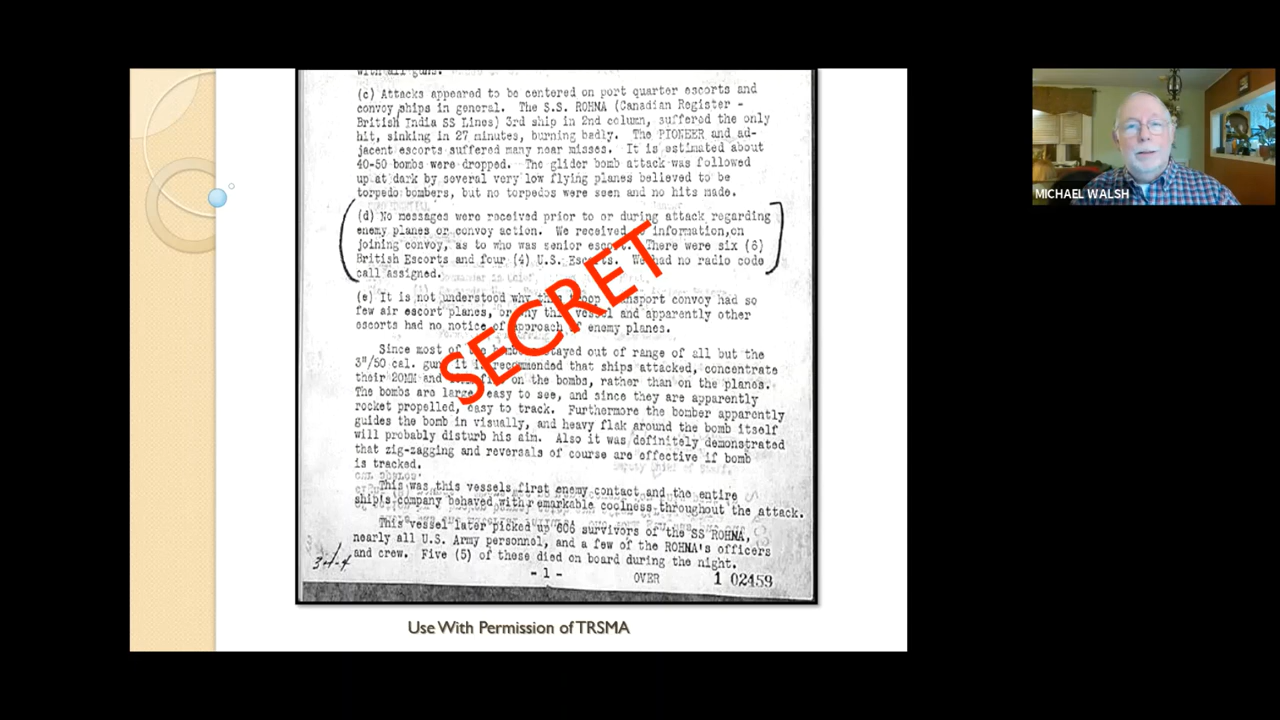 with all guns.
(c) Attacks appeared to be centered on port quarter escorts and
convoy ships in general. The S.S. ROHNA (Canadian Register -
British India SS Lines) 3rd ship in 2nd column, suffered the only
hit, sinking in 27 minutes, burning badly. The PIONEER and ad-
jacent escorts suffered many near misses. It is estimated about
40-50 bombs were dropped. The glider bomb attack was followed
up at dark by several very low flying planes believed to be
torpedo bombers, but no torpedos were seen and no hits made.
(d) No messages were received prior to or during attack regarding
enemy planes or convoy action. We received information,on
joining convoy, as to who was senior escort. There were six (6)
British Escorts and four (4) U.S. Escorts. We had no radio code
call assigned.
(e) It is not understood why this troop transport convoy had so
few air escort planes, or why this vessel and apparently other
escorts had no notice of approach of enemy planes.
Since most of the bombers stayed out of range of all but the
3"/50 cal. guns it is recommended that ships attacked, concentrate
their 20MM and on the bombs, rather than on the planes.
The bombs are large, easy to see, and since they are apparently
rocket propelled, easy to track. Furthermore the bomber apparently
guides the bomb in visually, and heavy flak around the bomb itself
will probably disturb his aim. Also it was definitely demonstrated
that zig-zagging and reversals of course are effective if bomb
is tracked.
This was this vessels first enemy contact and the entire
ship's company behaved with remarkable coolness throughout the attack.
This vessel later picked up 606 survivors of the SS ROHNA,
nearly all U.S. Army personnel, and a few of the ROHNA's officers
and crew. Five (5) of these died on board during the night.
- 1 - OVER 1 02459
SECRET
Use With Permission of TRSMA
MICHAEL WALSH